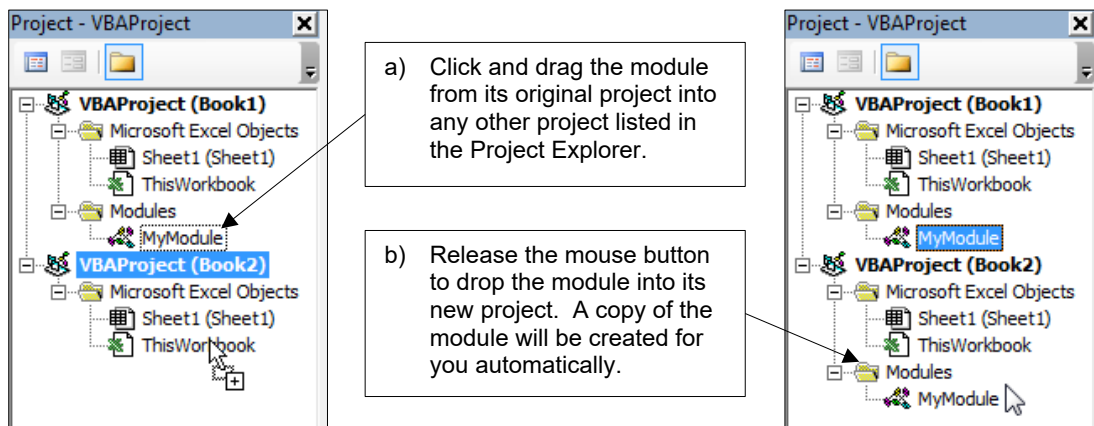 Project - VBAProject
VBAProject (Book1)
Microsoft Excel Objects
Sheet1 (Sheet1)
ThisWorkbook
Modules
MyModule
VBAProject (Book2)
Microsoft Excel Objects
Sheet1 (Sheet1)
ThisWorkbook
a) Click and drag the module
from its original project into
any other project listed in
the Project Explorer.
b) Release the mouse button
to drop the module into its
new project. A copy of the
module will be created for
you automatically.
Project - VBAProject
VBAProject (Book1)
Microsoft Excel Objects
Sheet1 (Sheet1)
ThisWorkbook
Modules
MyModule
VBAProject (Book2)
Microsoft Excel Objects
Sheet1 (Sheet1)
ThisWorkbook
Modules
MyModule